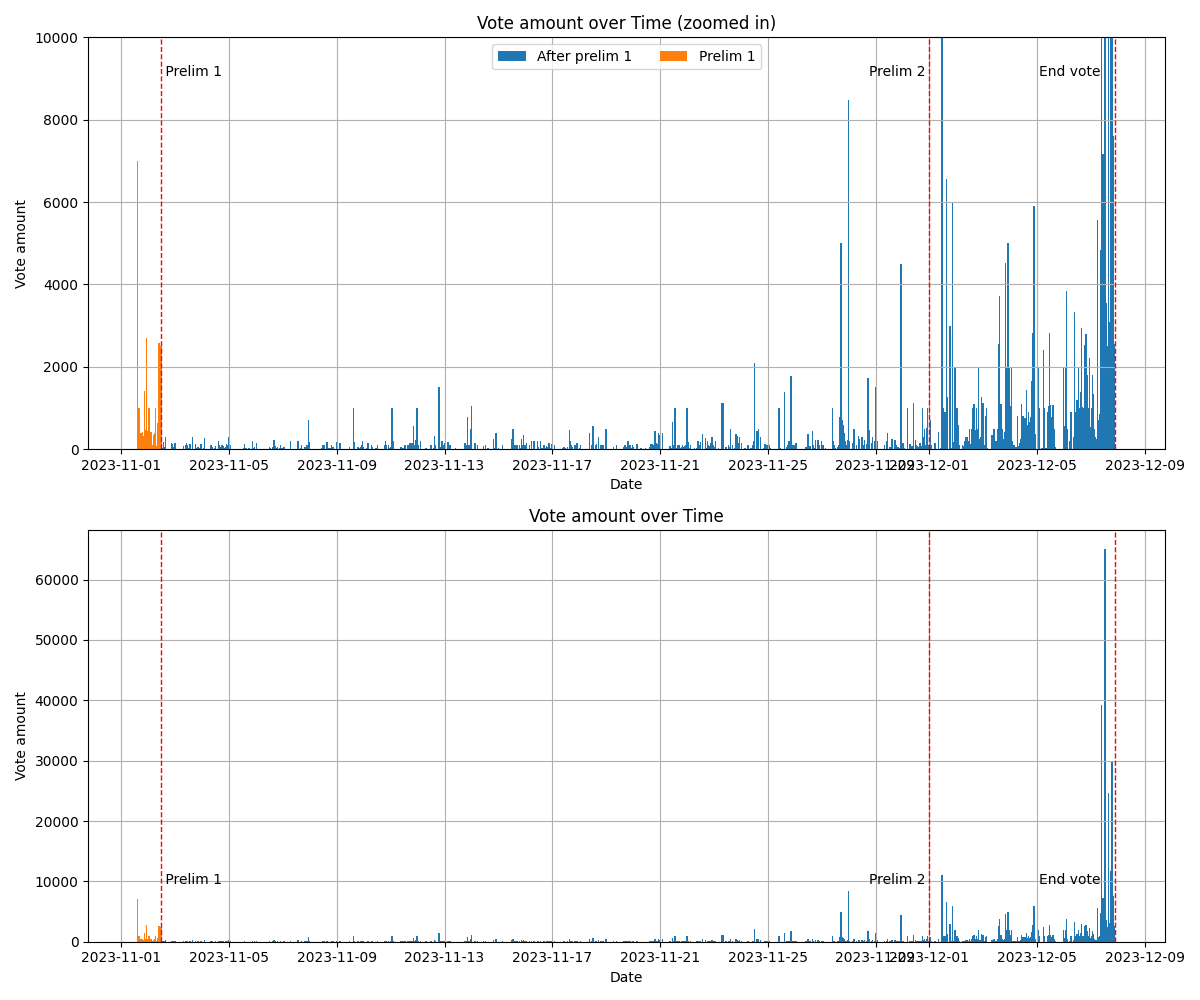 Vote amount over Time (zoomed in)
After prelim 1 Prelim 1
Prelim 1 Prelim 2 End vote
10000
8000
6000
4000
2000
0
Vote amount
2023-11-01 2023-11-05 2023-11-09 2023-11-13 2023-11-17 2023-11-21 2023-11-25 2023-11-29 2023-12-01 2023-12-05 2023-12-09
Date
Vote amount over Time
60000
50000
40000
30000
20000
10000
0
Vote amount
Prelim 1 Prelim 2 End vote
2023-11-01 2023-11-05 2023-11-09 2023-11-13 2023-11-17 2023-11-21 2023-11-25 2023-11-29 2023-12-01 2023-12-05 2023-12-09
Date